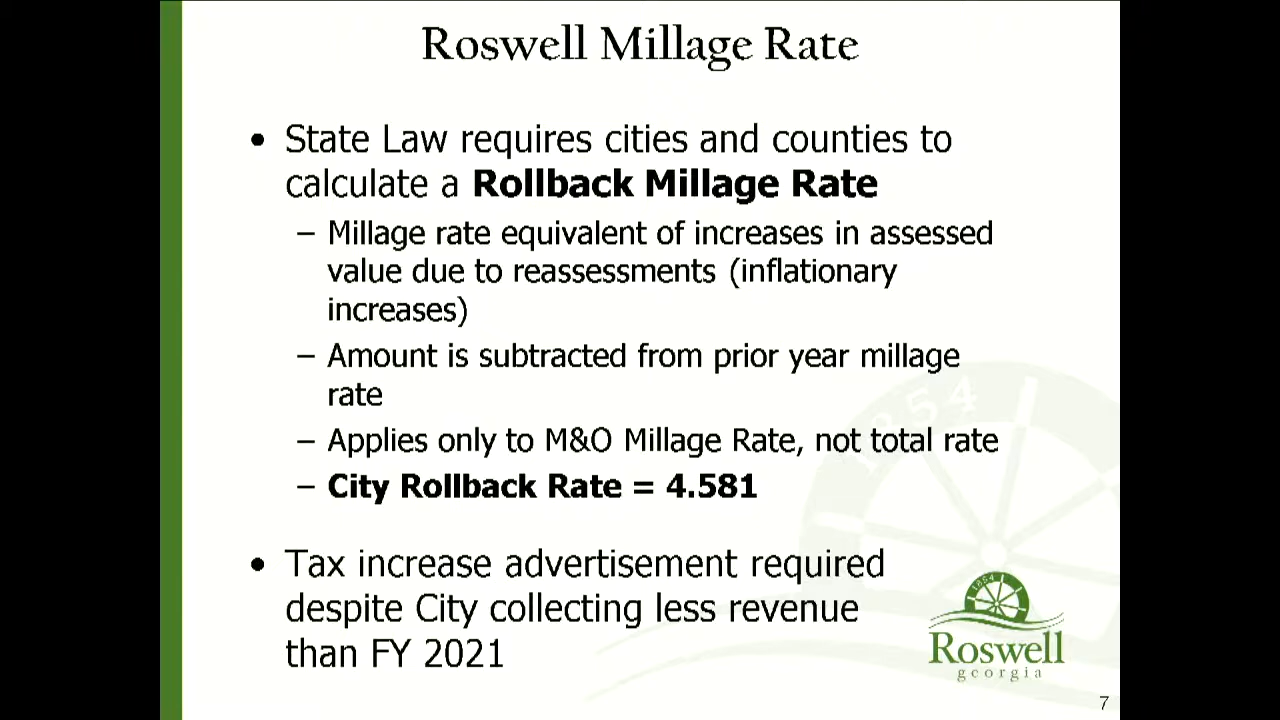 Roswell Millage Rate
• State Law requires cities and counties to
calculate a Rollback Millage Rate
– Millage rate equivalent of increases in assessed
value due to reassessments (inflationary
increases)
– Amount is subtracted from prior year millage
rate
– Applies only to M&O Millage Rate, not total rate
– City Rollback Rate = 4.581
• Tax increase advertisement required
despite City collecting less revenue
than FY 2021
1854
1854
Roswell
georgia
7